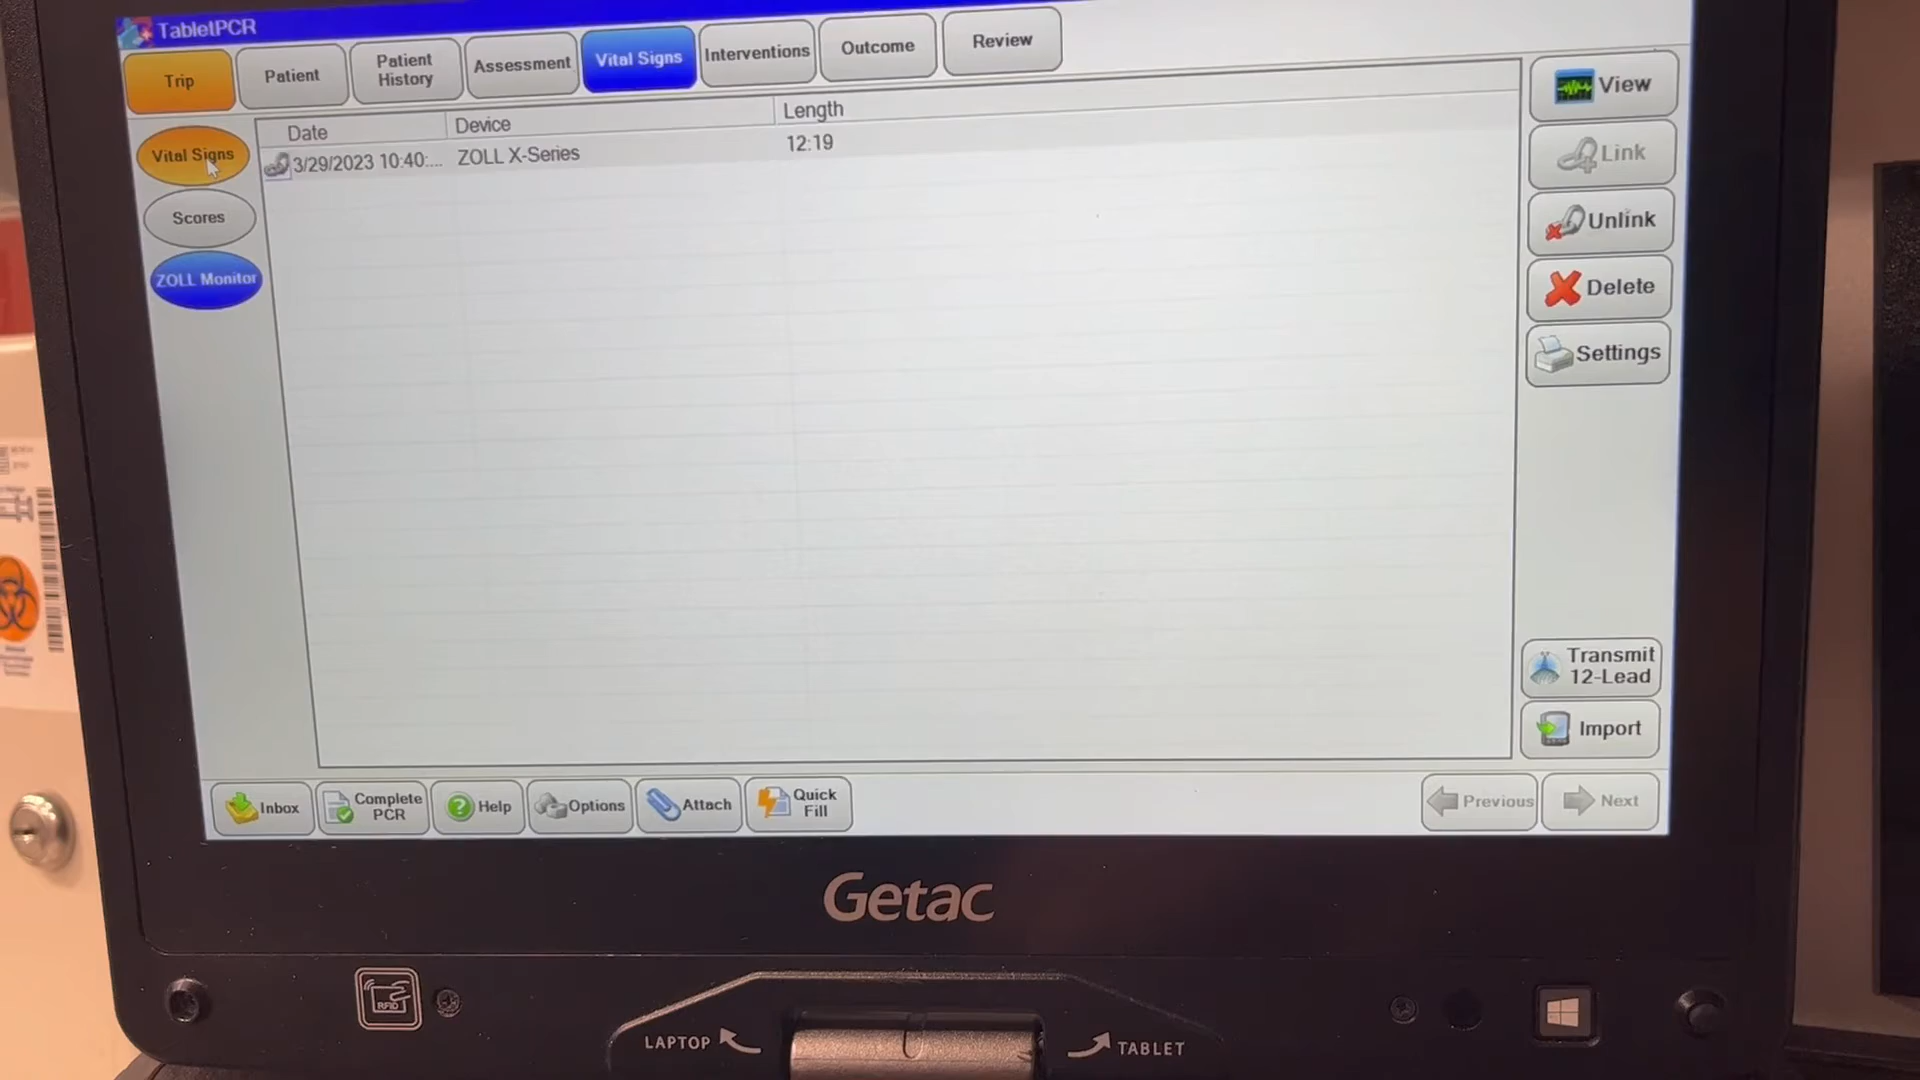 TabletPCR
Trip
Patient
Patient
History
Assessment
Vital Signs
Interventions
Outcome
Review
Vital Signs
Scores
ZOLL Monitor
Date
Device
Length
3/29/2023 10:40:...
ZOLL X-Series
12:19
View
Link
Unlink
Delete
Settings
Transmit
12-Lead
Import
Inbox
Complete
PCR
Help
Options
Attach
Quick
Fill
Previous
Next
Getac
RFID
LAPTOP
TABLET